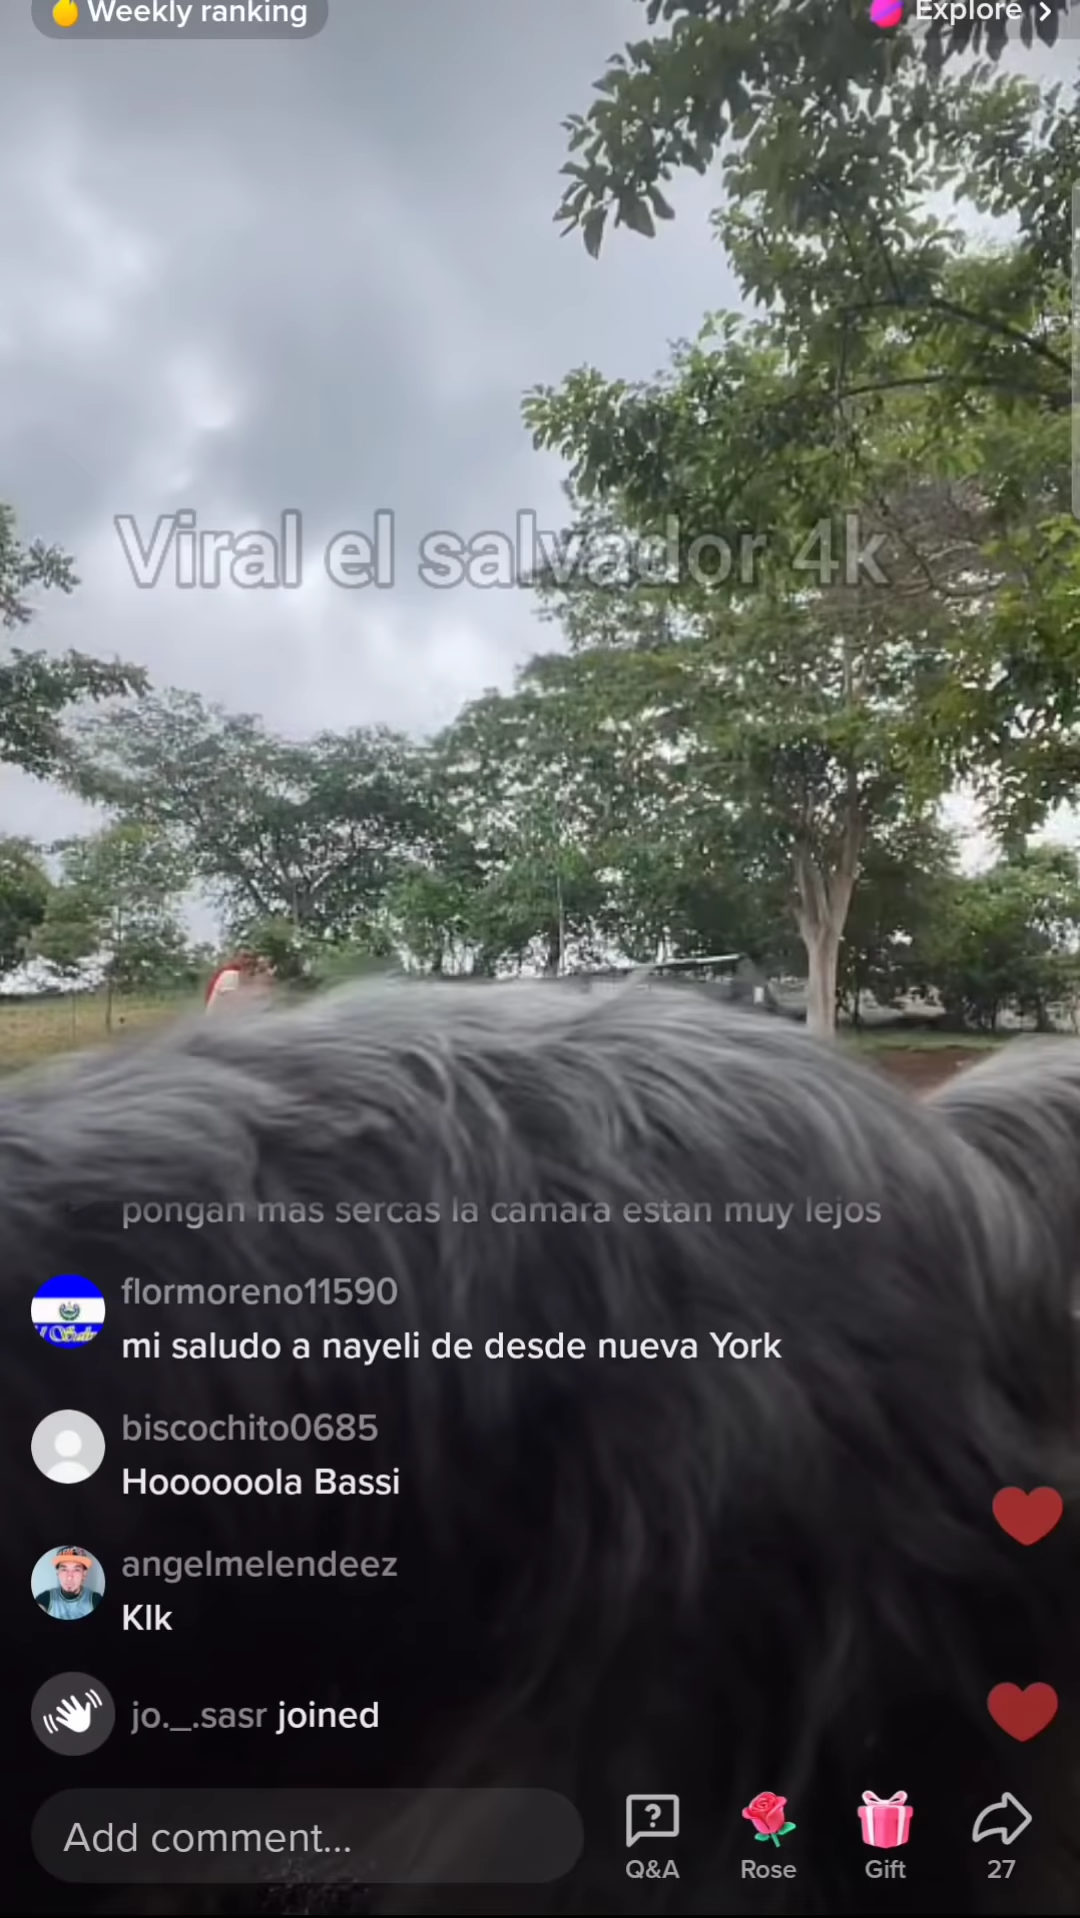 Weekly ranking
Explore
Viral el salvador 4k
pongan mas sercas la camara estan muy lejos
flormoreno11590
mi saludo a nayeli de desde nueva York
biscochito0685
Hoooooola Bassi
angelmelendeez
Klk
jo._.sasr joined
Add comment...
Q&A
Rose
Gift
27